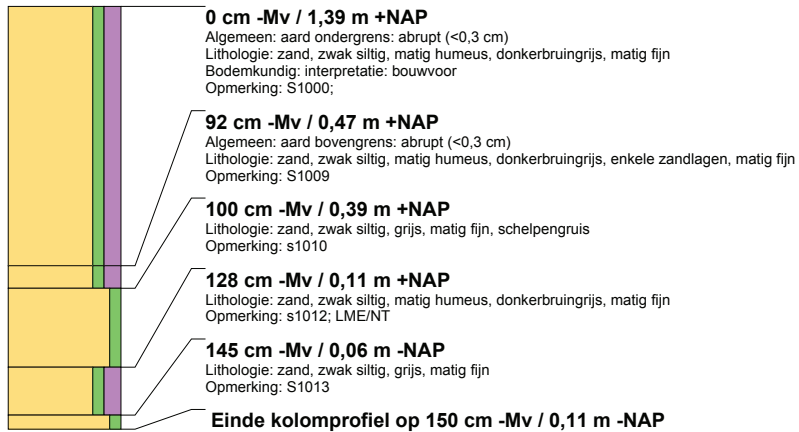 0 cm -Mv / 1,39 m +NAP
Algemeen: aard ondergrens: abrupt (<0,3 cm)
Lithologie: zand, zwak siltig, matig humeus, donkerbruingrijs, matig fijn
Bodemkundig: interpretatie: bouwvoor
Opmerking: S1000;
92 cm -Mv / 0,47 m +NAP
Algemeen: aard bovengrens: abrupt (<0,3 cm)
Lithologie: zand, zwak siltig, matig humeus, donkerbruingrijs, enkele zandlagen, matig fijn
Opmerking: S1009
100 cm -Mv / 0,39 m +NAP
Lithologie: zand, zwak siltig, grijs, matig fijn, schelpengruis
Opmerking: s1010
128 cm -Mv / 0,11 m +NAP
Lithologie: zand, zwak siltig, matig humeus, donkerbruingrijs, matig fijn
Opmerking: s1012; LME/NT
145 cm -Mv / 0,06 m -NAP
Lithologie: zand, zwak siltig, grijs, matig fijn
Opmerking: S1013
Einde kolomprofiel op 150 cm -Mv / 0,11 m -NAP